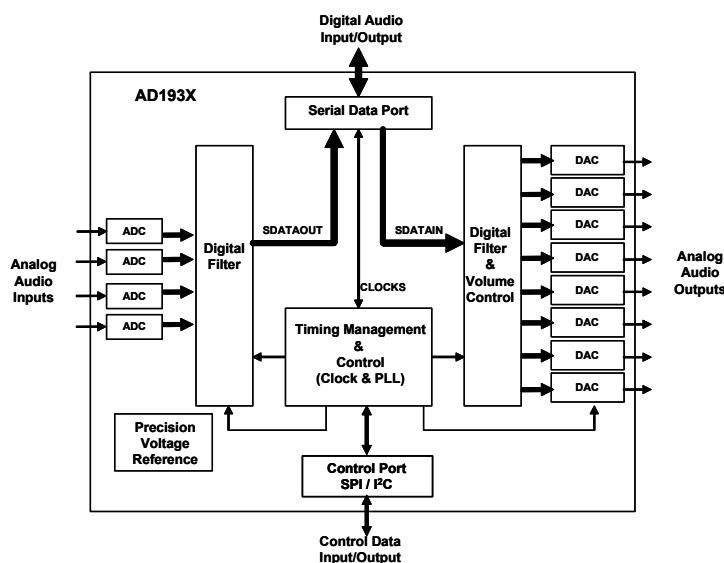 Digital Audio
Input/Output
AD193X
Serial Data Port
SDATAOUT
SDATAIN
CLOCKS
Analog
Audio
Inputs
ADC
ADC
ADC
ADC
Digital
Filter
Timing Management
&
Control
(Clock & PLL)
Digital
Filter
&
Volume
Control
DAC
DAC
DAC
DAC
DAC
DAC
DAC
DAC
Analog
Audio
Outputs
Precision
Voltage
Reference
Control Port
SPI / I²C
Control Data
Input/Output